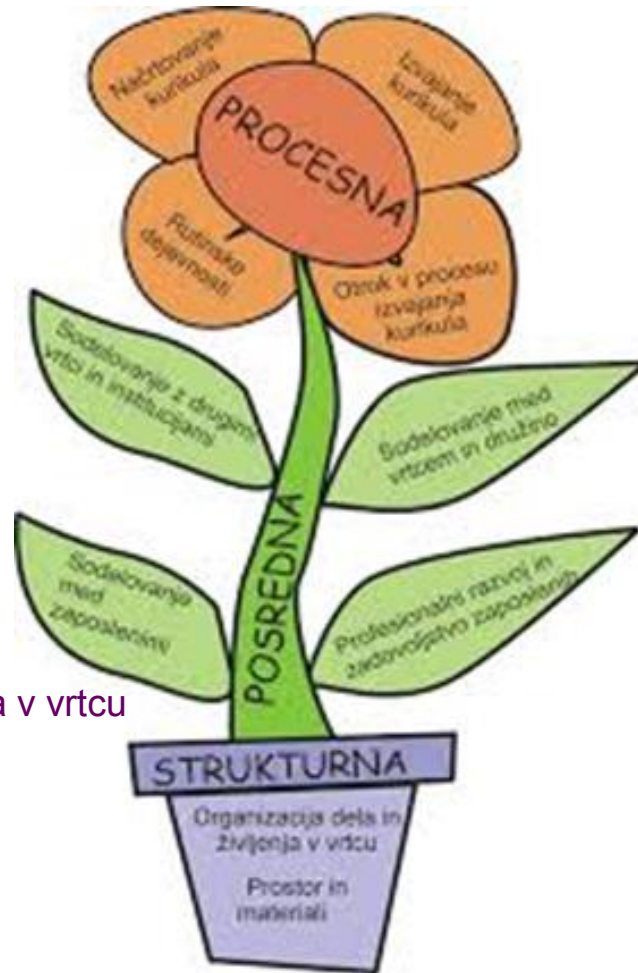 Načrtovanje
kurikula
Izvajanje
kurikula
PROCESNA
Rutinske
dejavnosti
Otrok v procesu
izvajanja
kurikula
Sodelovanje z drugimi
vrtci in institucijami
Sodelovanje med
vrtcem in družino
POSREDNA
Sodelovanja
med
zaposlenimi
Profesionalni razvoj in
zadovoljstvo zaposlenih
a v vrtcu
STRUKTURNA
Organizacija dela in
življenja v vrtcu
Prostor in
materiali